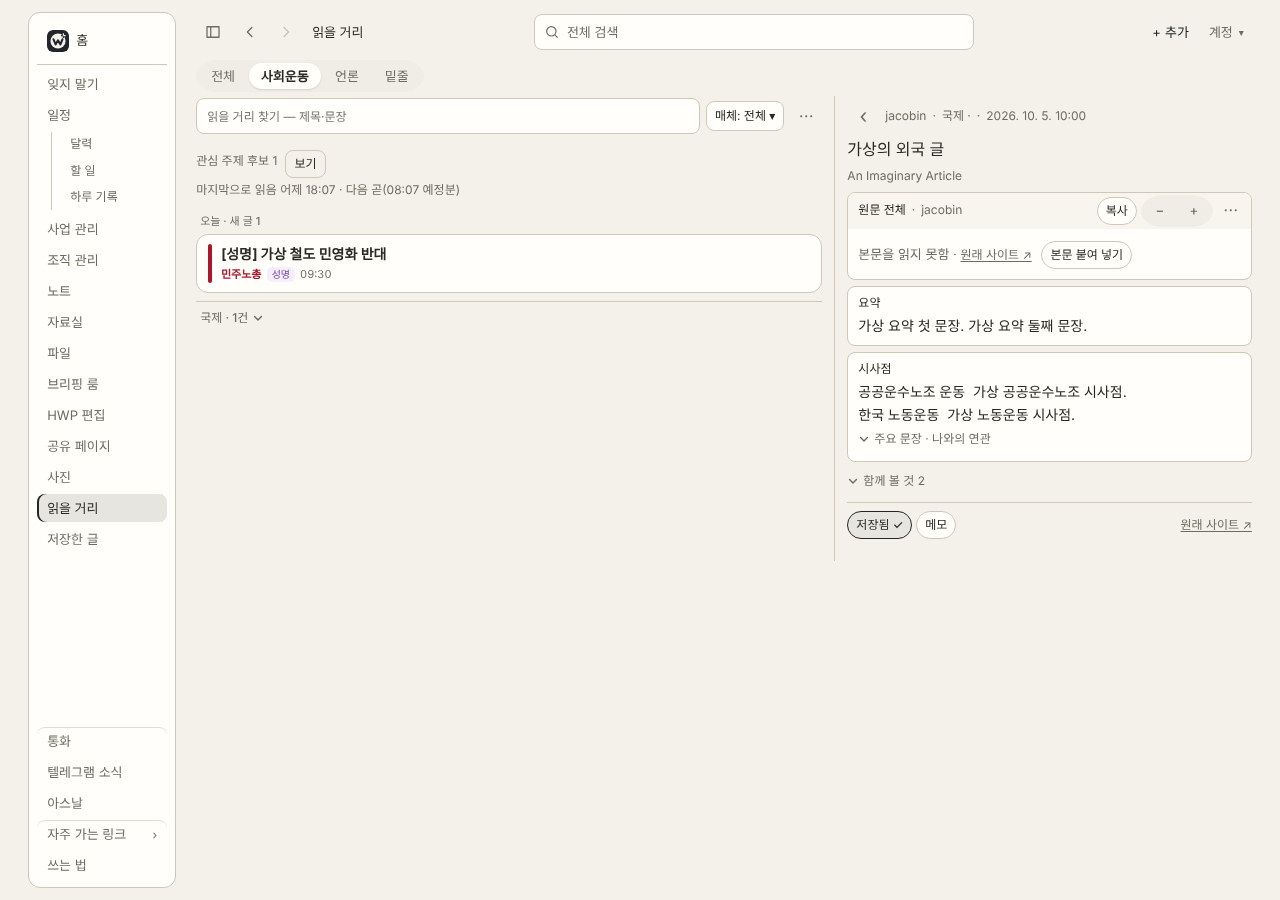 홈
잊지 말기
일정
달력
할 일
하루 기록
사업 관리
조직 관리
노트
자료실
파일
브리핑 룸
HWP 편집
공유 페이지
사진
읽을 거리
저장한 글
통화
텔레그램 소식
아스날
자주 가는 링크 ›
쓰는 법
읽을 거리
전체 검색
+ 추가
계정 ▾
전체 사회운동 언론 밑줄
읽을 거리 찾기 — 제목·문장
매체: 전체 ▾
···
관심 주제 후보 1 보기
마지막으로 읽음 어제 18:07 · 다음 곧(08:07 예정분)
오늘 · 새 글 1
[성명] 가상 철도 민영화 반대
민주노총 성명 09:30
국제 · 1건
jacobin · 국제 · · 2026. 10. 5. 10:00
가상의 외국 글
An Imaginary Article
원문 전체 · jacobin 복사 − + ···
본문을 읽지 못함 · 원래 사이트 ↗ 본문 붙여 넣기
요약
가상 요약 첫 문장. 가상 요약 둘째 문장.
시사점
공공운수노조 운동 가상 공공운수노조 시사점.
한국 노동운동 가상 노동운동 시사점.
주요 문장 · 나와의 연관
함께 볼 것 2
저장됨 ✓ 메모 원래 사이트 ↗